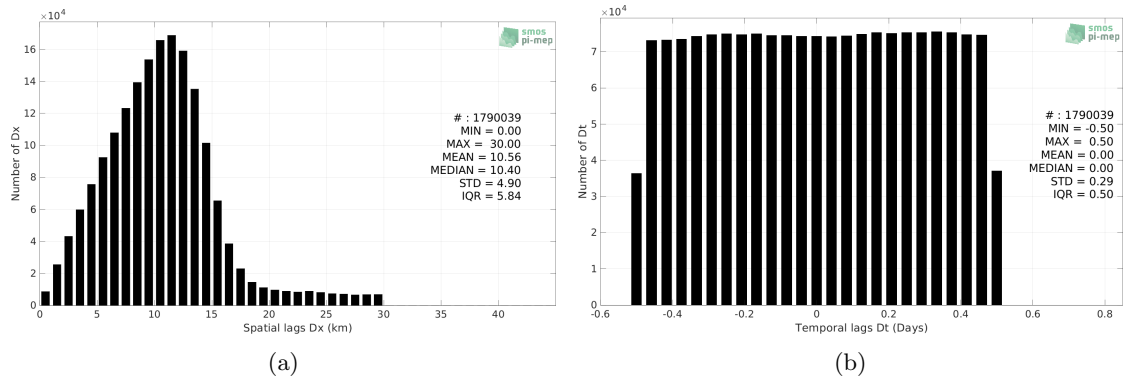 ×10⁴
smos
pi-mep
16
14
12
10
8
6
4
2
0
Number of Dx
# : 1790039
MIN = 0.00
MAX = 30.00
MEAN = 10.56
MEDIAN = 10.40
STD = 4.90
IQR = 5.84
0 5 10 15 20 25 30 35 40
Spatial lags Dx (km)
(a)
×10⁴
smos
pi-mep
7
6
5
4
3
2
1
0
Number of Dt
# : 1790039
MIN = -0.50
MAX = 0.50
MEAN = 0.00
MEDIAN = 0.00
STD = 0.29
IQR = 0.50
-0.6 -0.4 -0.2 0 0.2 0.4 0.6 0.8
Temporal lags Dt (Days)
(b)